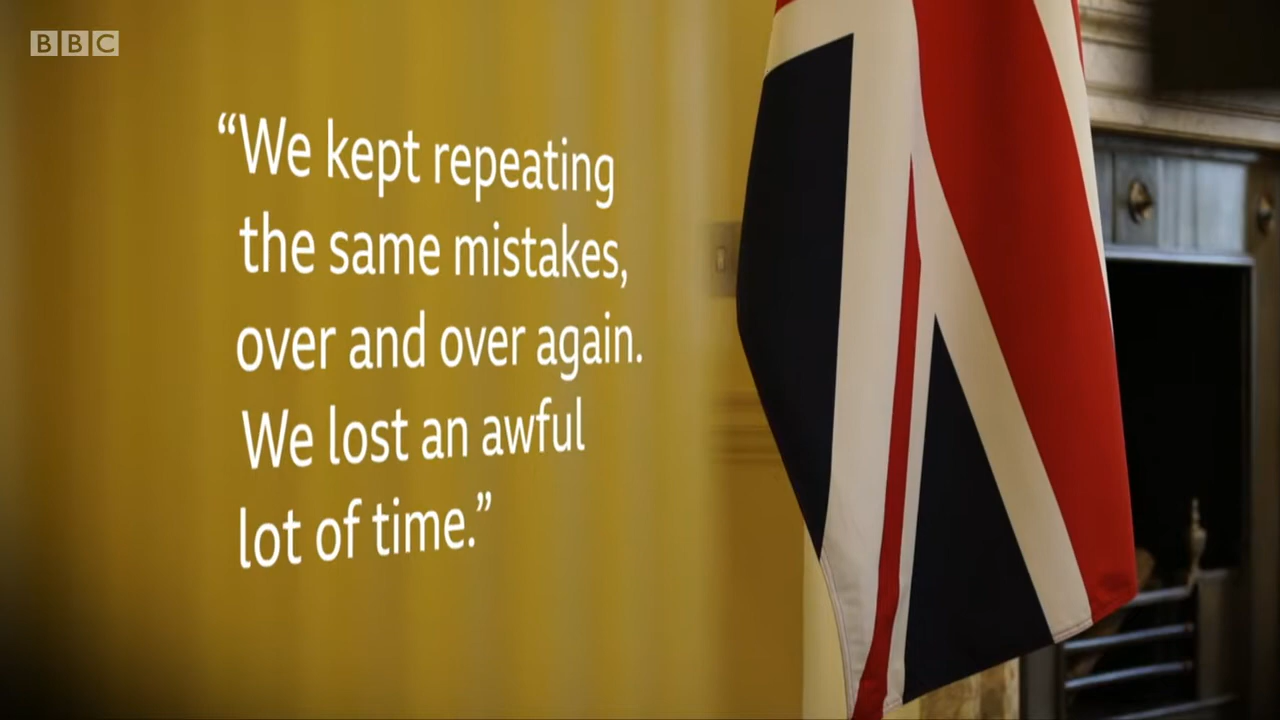 BBC
“We kept repeating
the same mistakes,
over and over again.
We lost an awful
lot of time.”